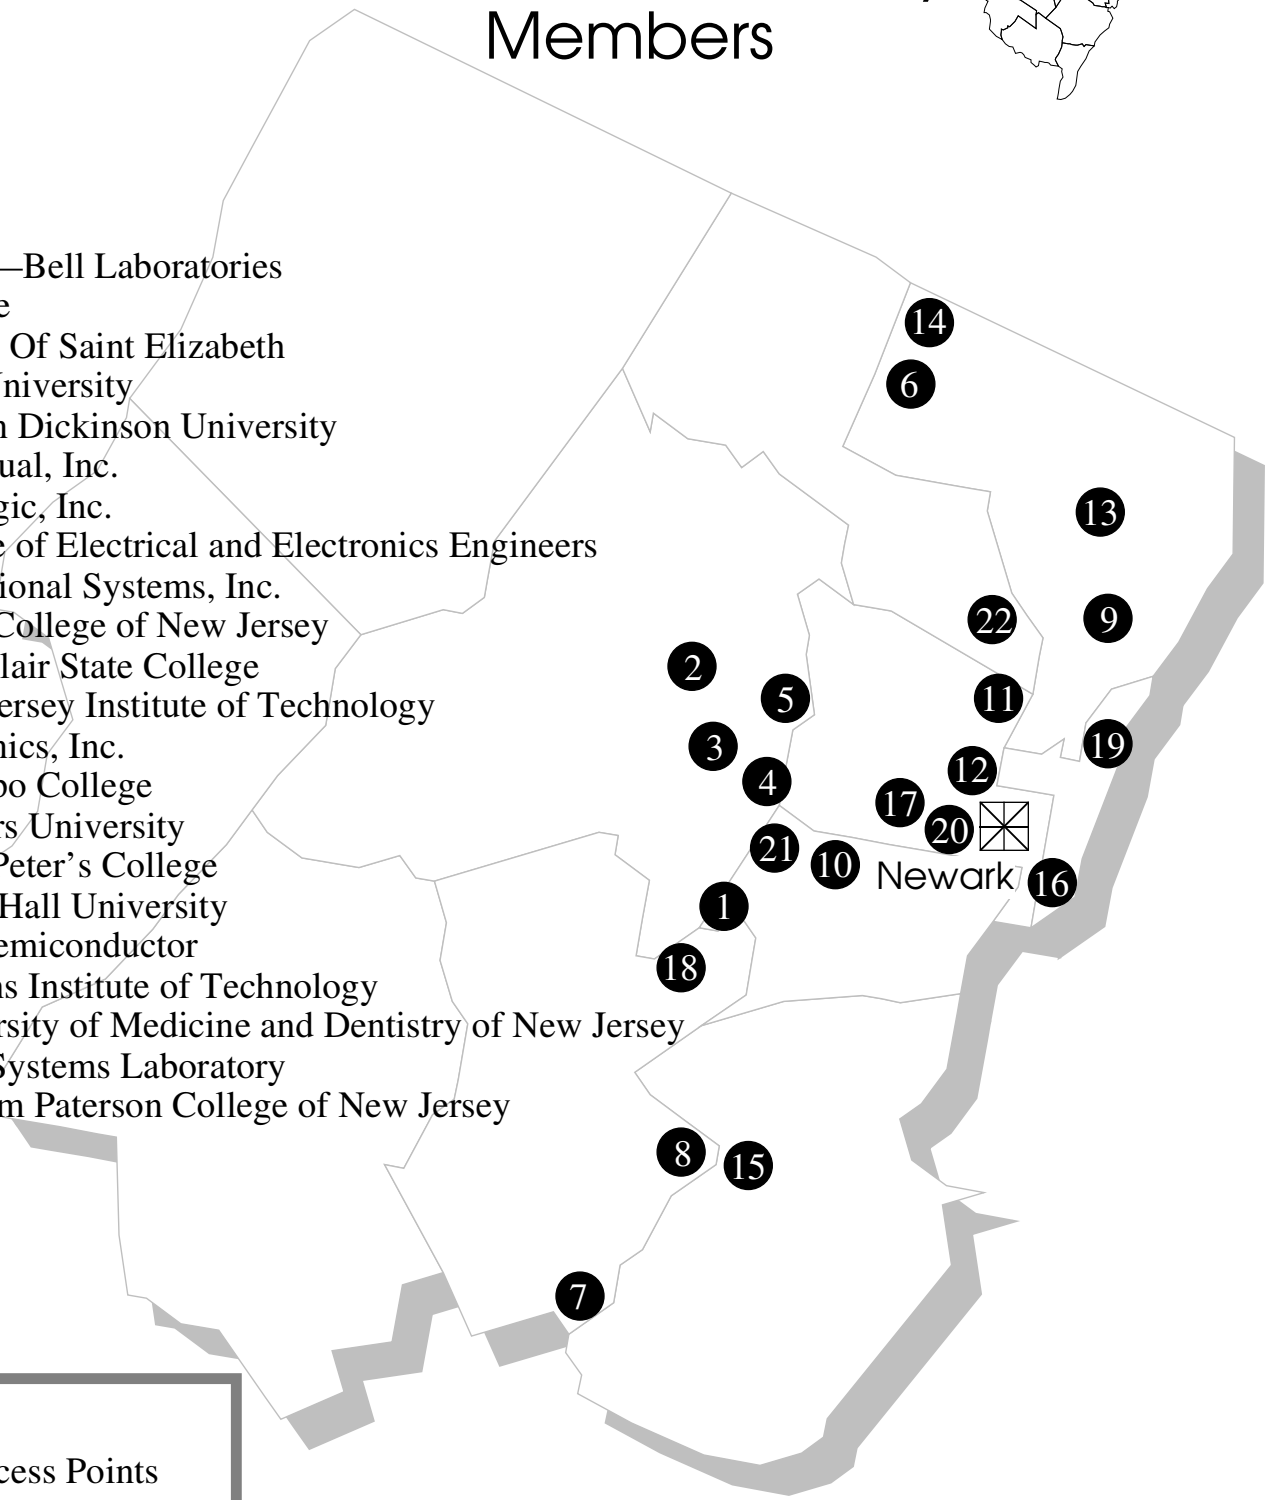 Members
—Bell Laboratories
Of Saint Elizabeth
University
Dickinson University
ual, Inc.
gic, Inc.
e of Electrical and Electronics Engineers
ional Systems, Inc.
College of New Jersey
lair State College
ersey Institute of Technology
nics, Inc.
po College
rs University
Peter’s College
Hall University
emiconductor
ns Institute of Technology
rsity of Medicine and Dentistry of New Jersey
Systems Laboratory
m Paterson College of New Jersey
14
6
13
22
9
2
5
11
3
19
4
12
17
20
21
10
Newark
16
1
18
8
15
7
cess Points